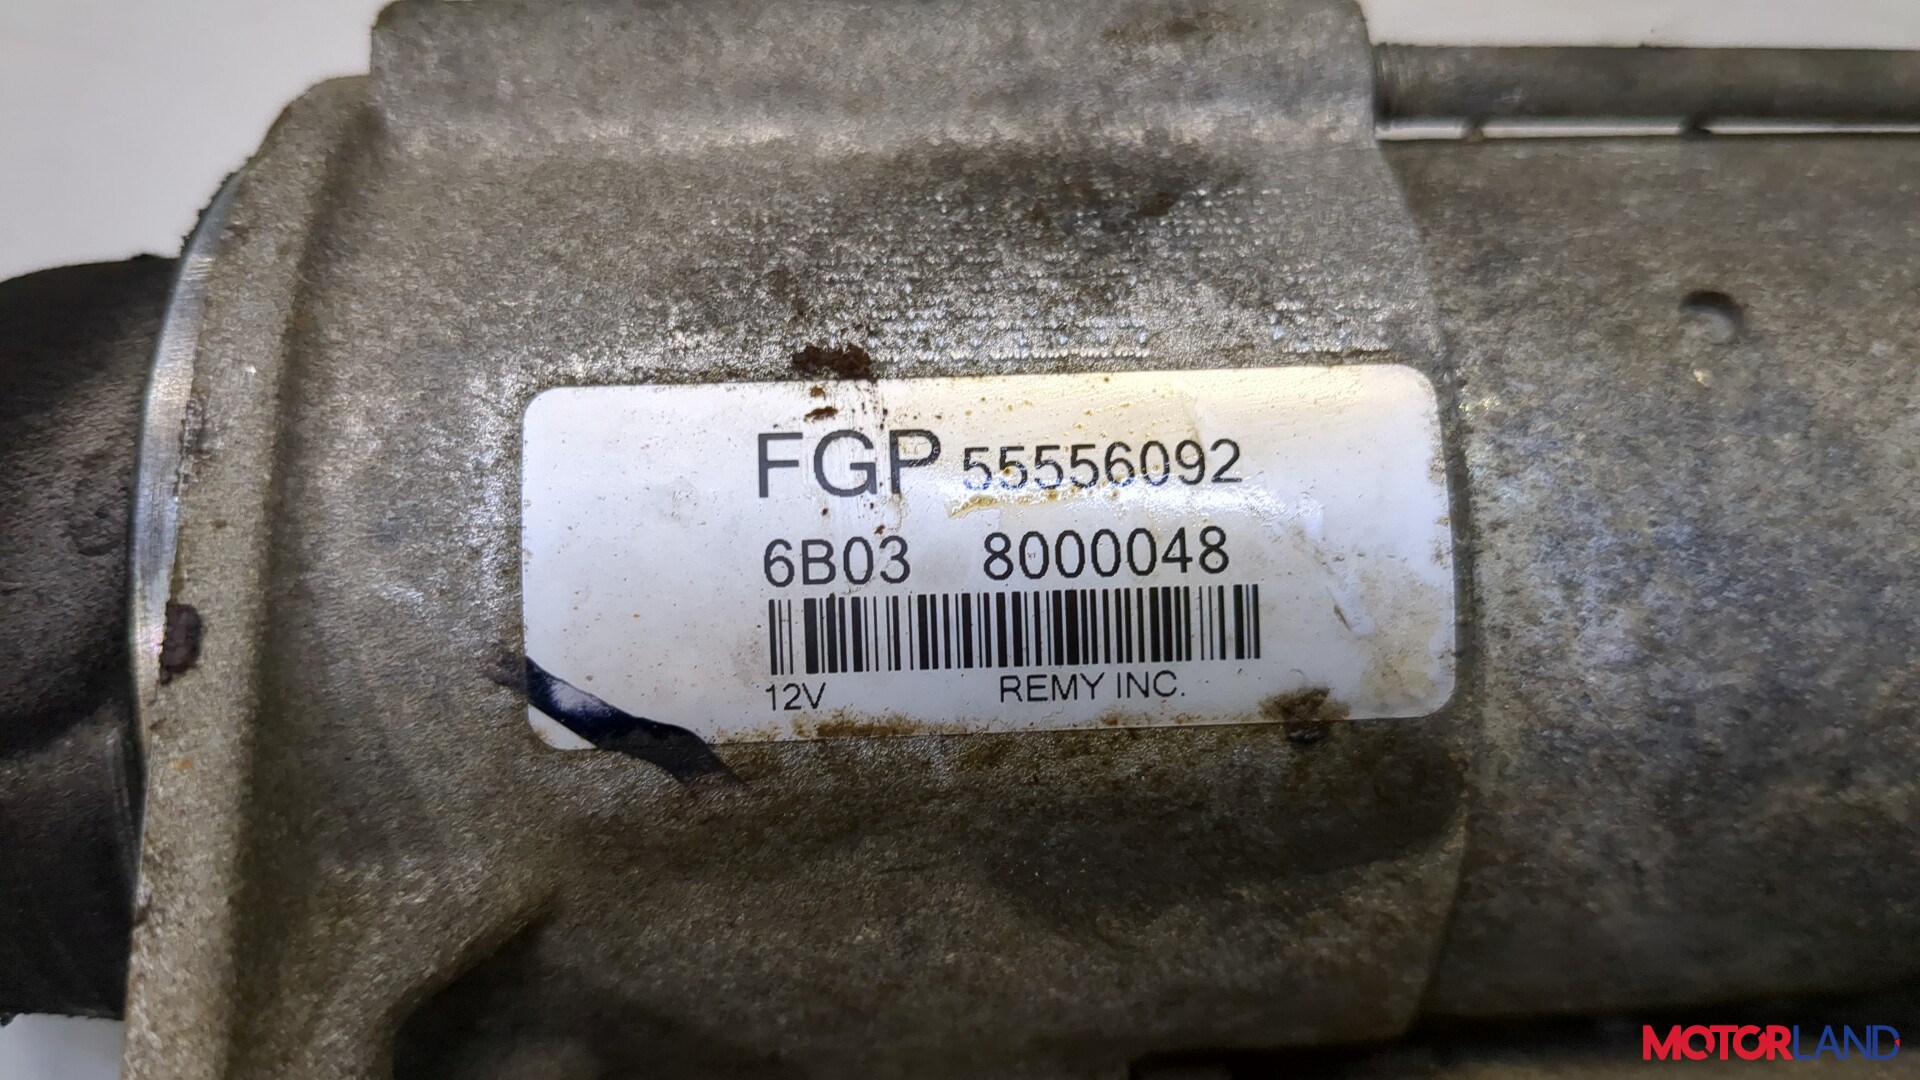 FGP 55556092
6B03 8000048
12V REMY INC.
MOTORLAND